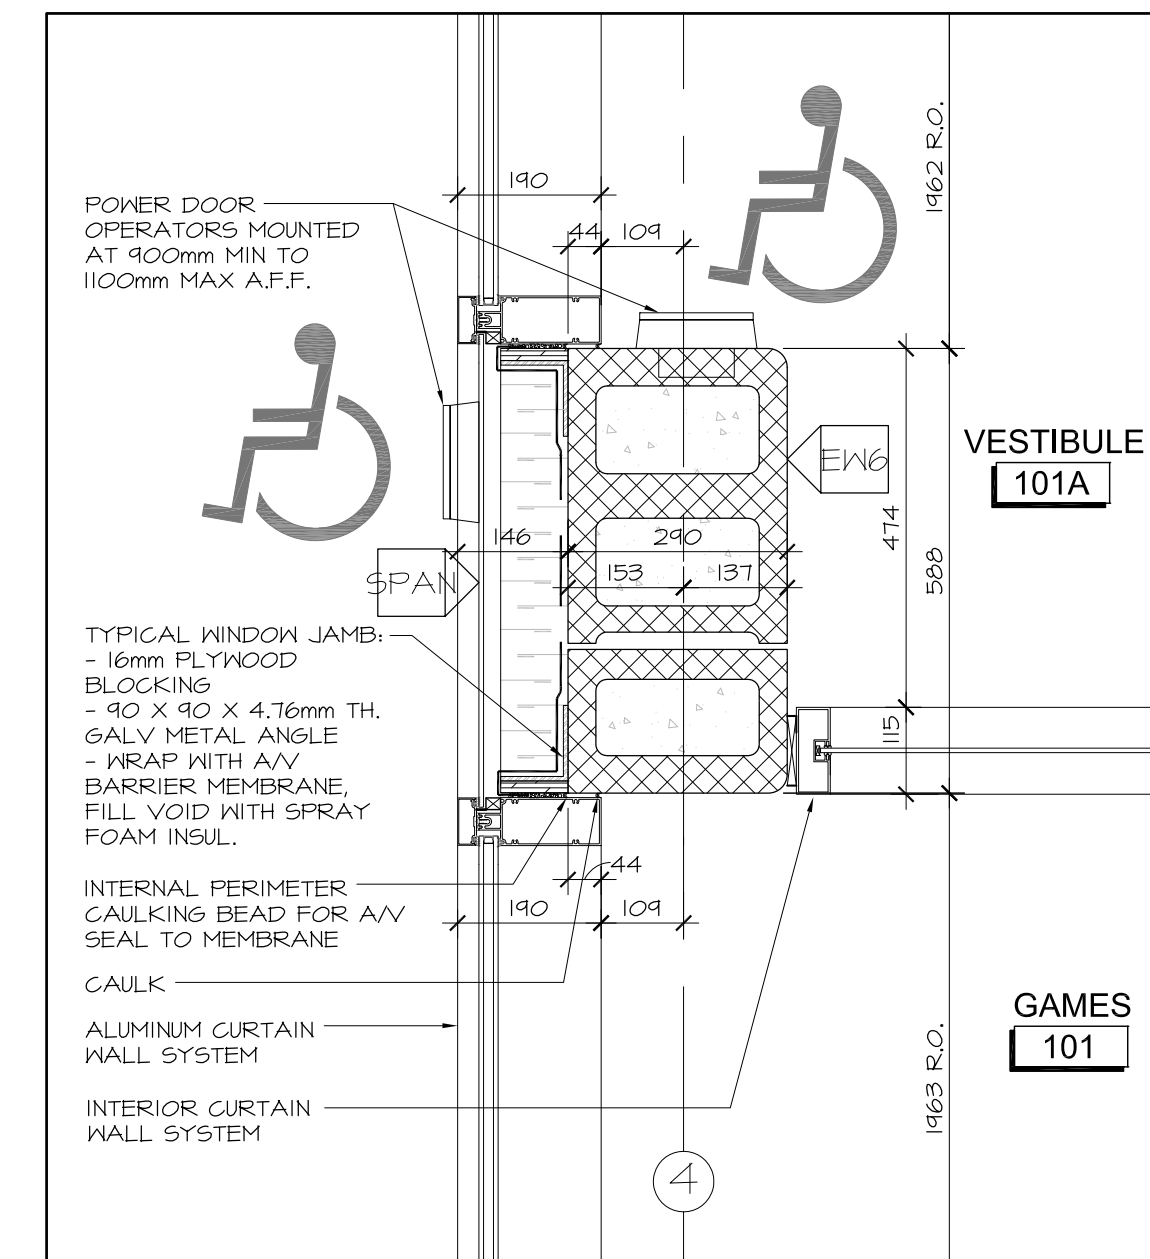 1962 R.O.
190
POWER DOOR
OPERATORS MOUNTED
AT 900mm MIN TO
1100mm MAX A.F.F.
44
109
VESTIBULE
101A
EW6
474
588
146
290
153
137
SPAN
TYPICAL WINDOW JAMB:
- 16mm PLYWOOD
BLOCKING
- 90 X 90 X 4.76mm TH.
GALV METAL ANGLE
- WRAP WITH A/V
BARRIER MEMBRANE,
FILL VOID WITH SPRAY
FOAM INSUL.
115
44
INTERNAL PERIMETER
CAULKING BEAD FOR A/V
SEAL TO MEMBRANE
190
109
CAULK
ALUMINUM CURTAIN
WALL SYSTEM
GAMES
101
1963 R.O.
INTERIOR CURTAIN
WALL SYSTEM
4